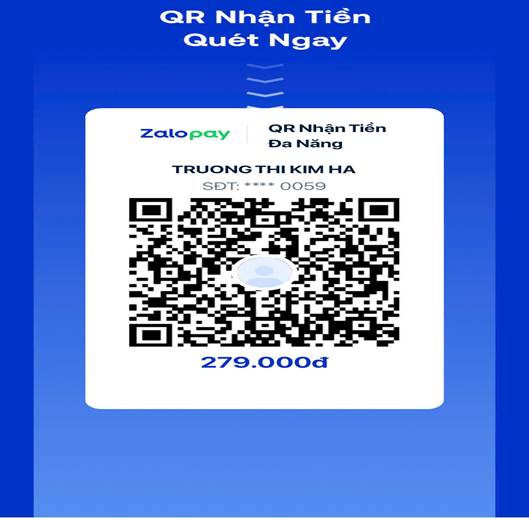 QR Nhận Tiền
Quét Ngay
Zalopay
QR Nhận Tiền
Đa Năng
TRUONG THI KIM HA
SĐT: **** 0059
279.000đ